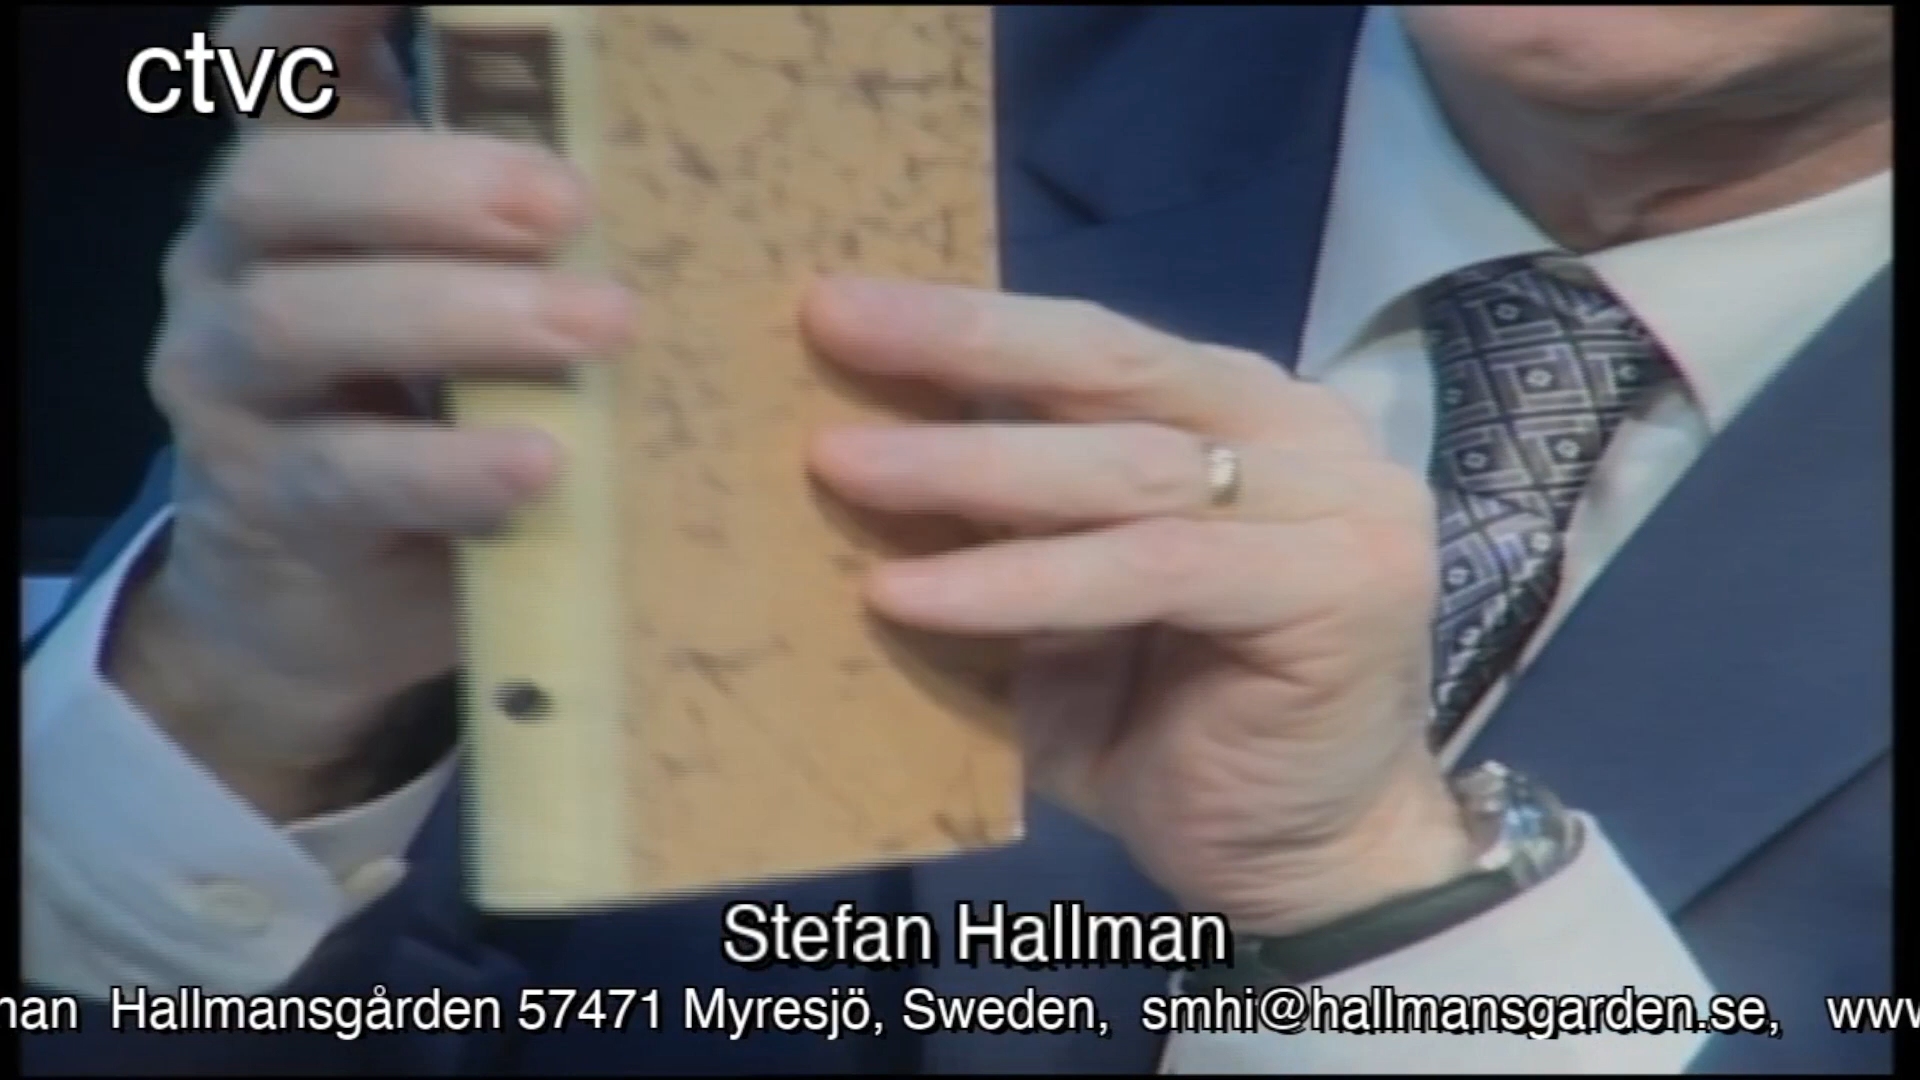 ctvc
Stefan Hallman
Hallmansgården 57471 Myresjö, Sweden, smhi@hallmansgarden.se,